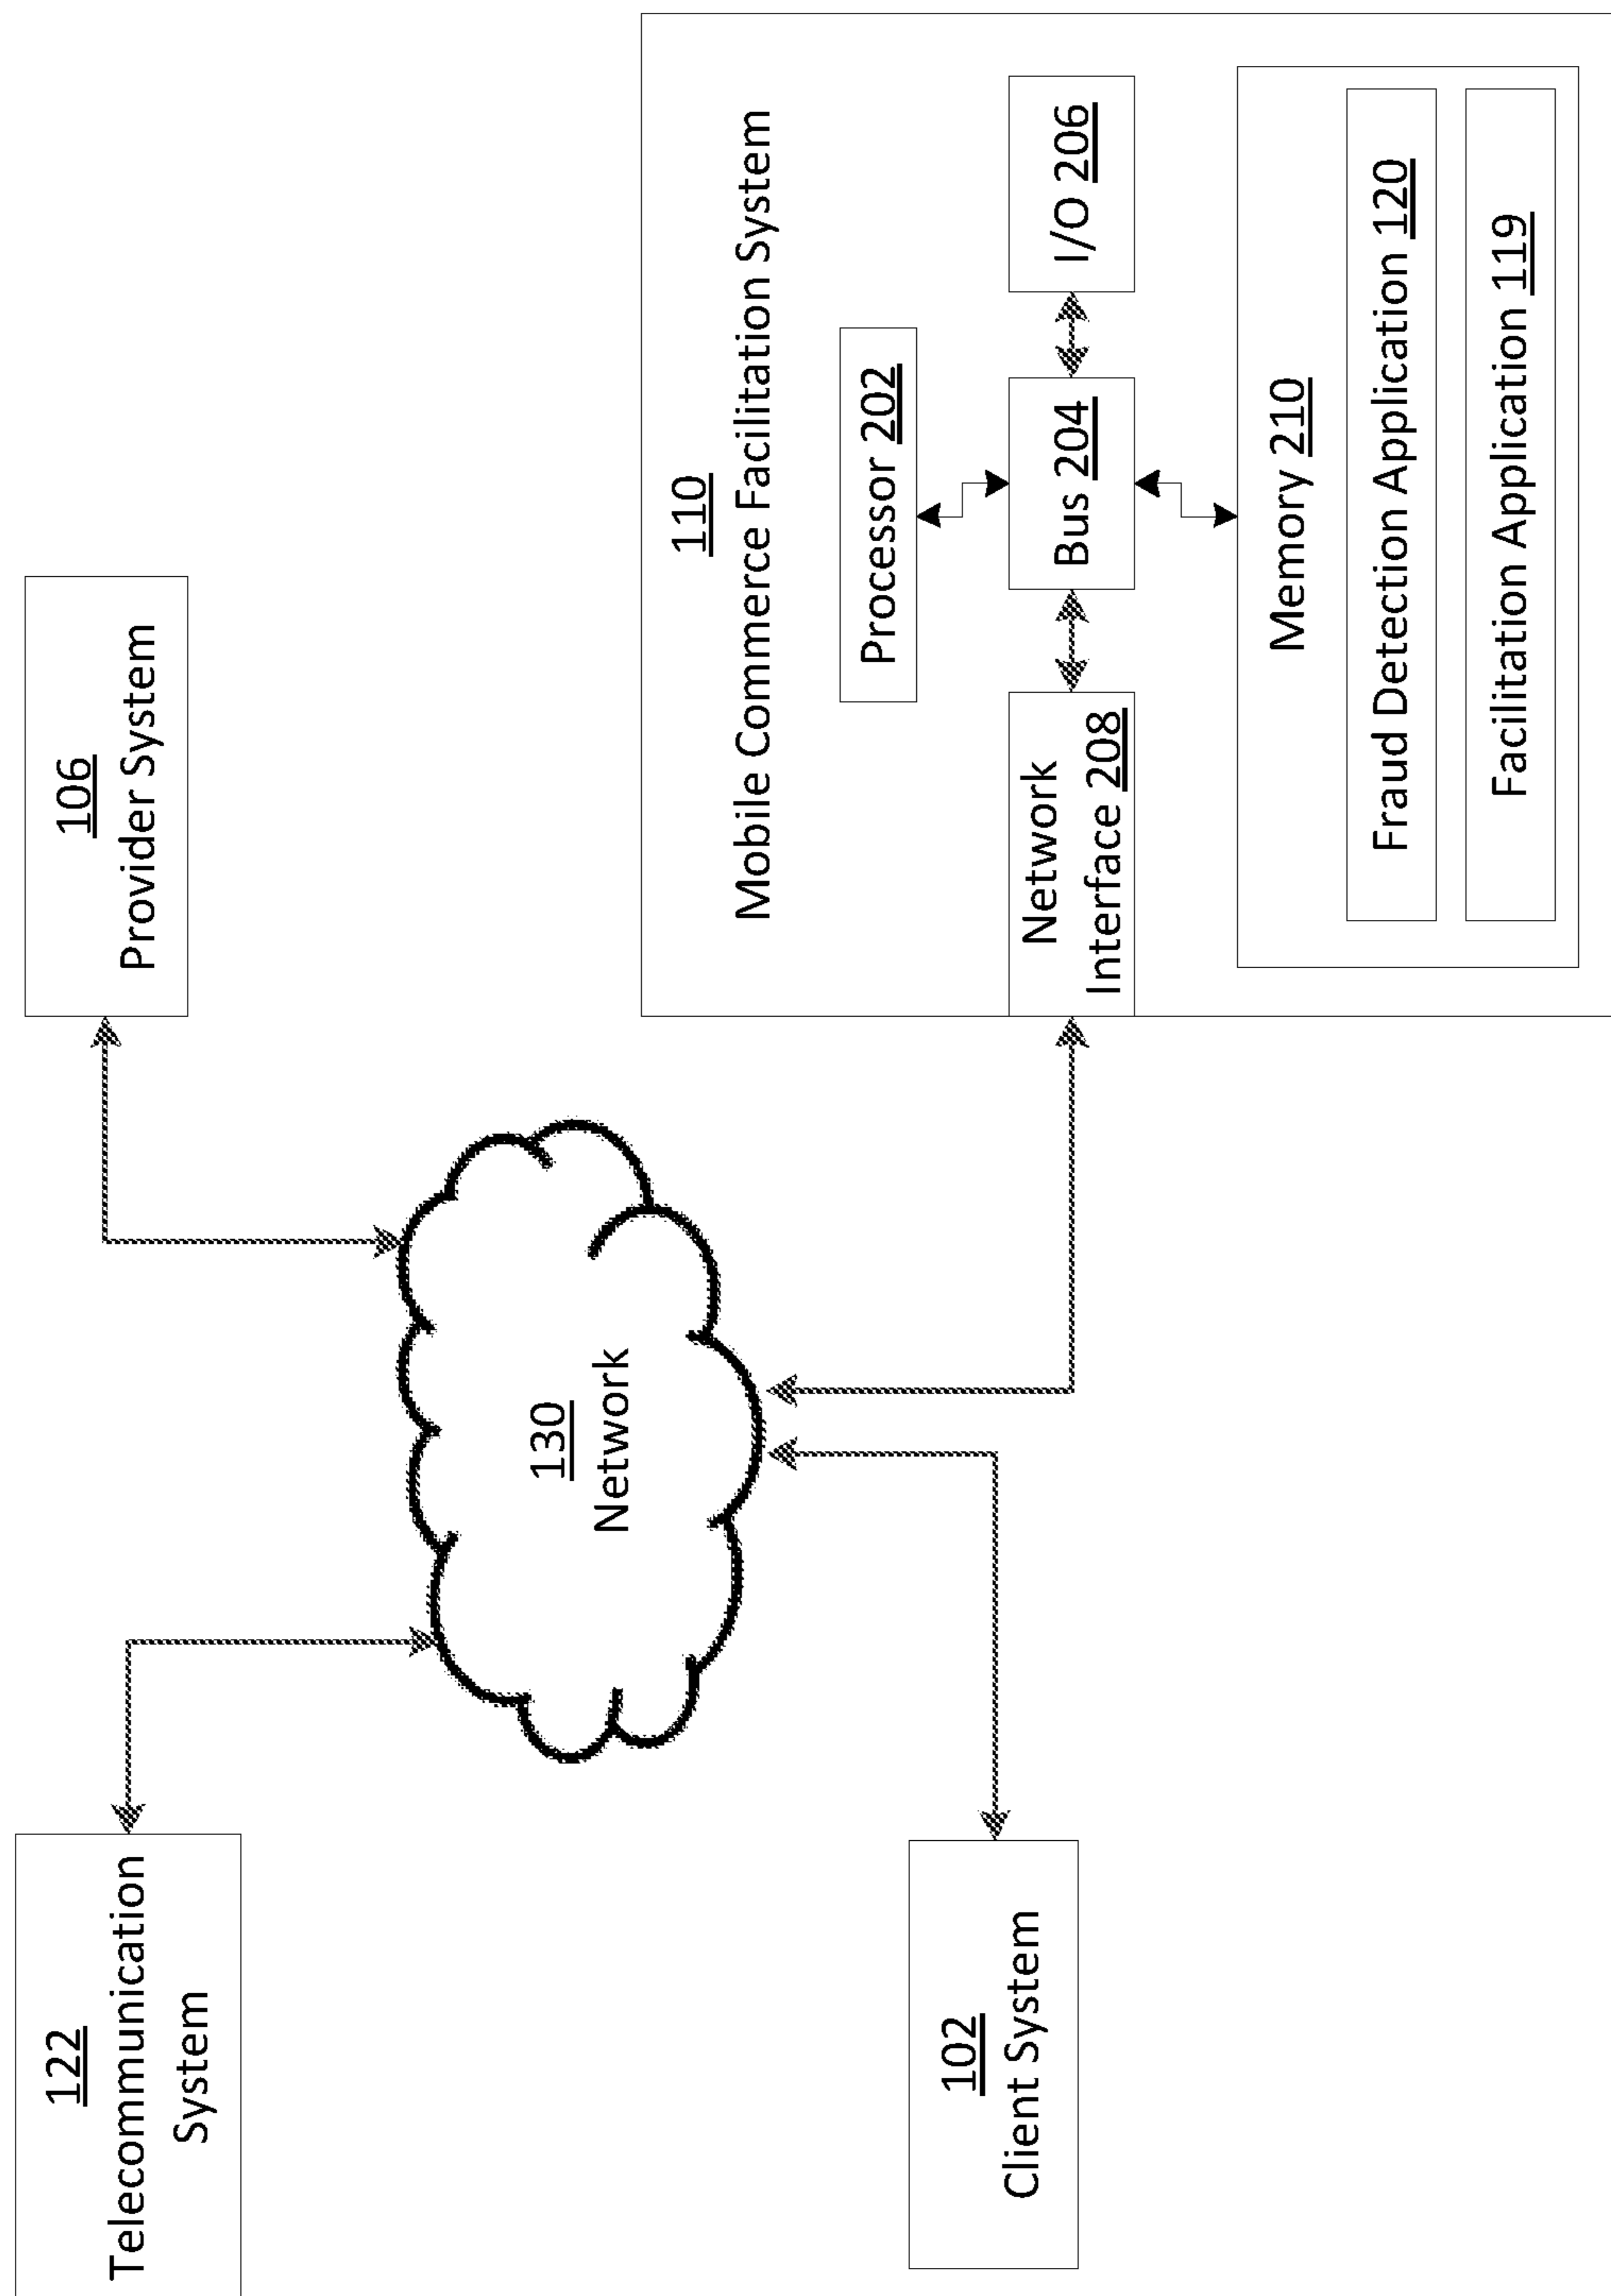 122
Telecommunication
System
106
Provider System
130
Network
102
Client System
110
Mobile Commerce Facilitation System
Processor 202
Network
Interface 208
Bus 204
I/O 206
Memory 210
Fraud Detection Application 120
Facilitation Application 119